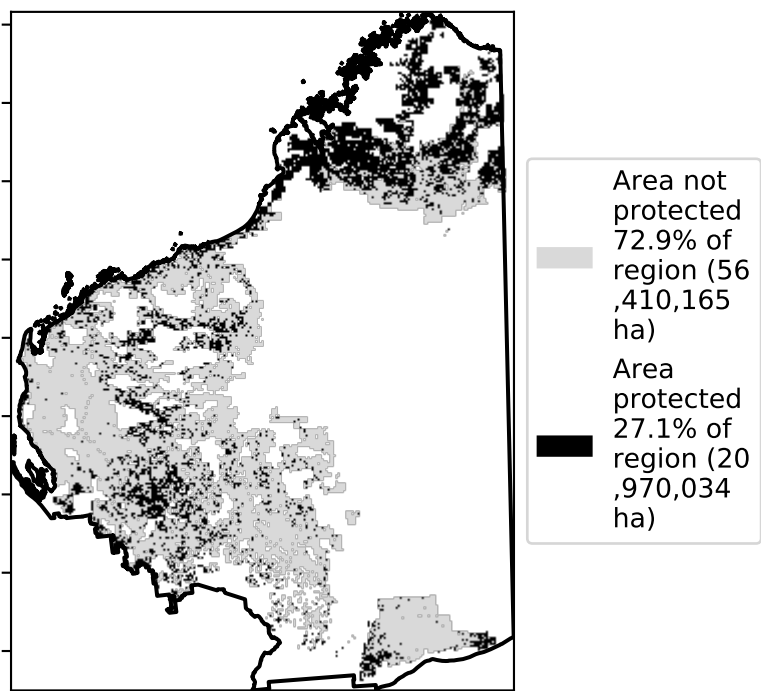 Area not
protected
72.9% of
region (56
,410,165
ha)
Area
protected
27.1% of
region (20
,970,034
ha)